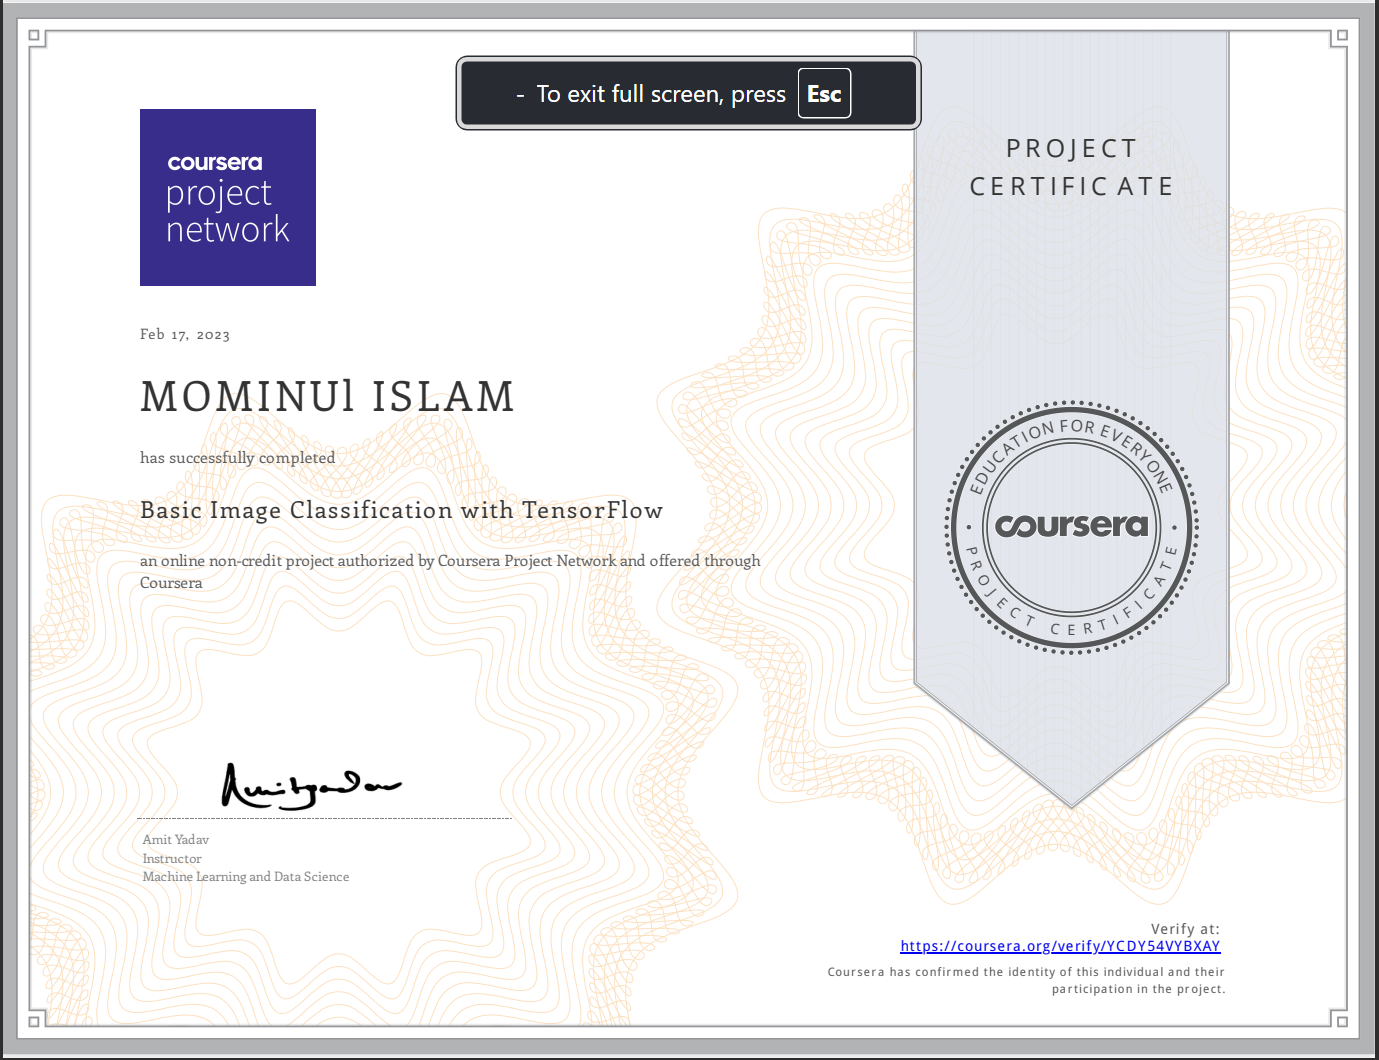 - To exit full screen, press Esc
coursera
project
network
PROJECT
CERTIFICATE
Feb 17, 2023
MOMINUl ISLAM
has successfully completed
Basic Image Classification with TensorFlow
an online non-credit project authorized by Coursera Project Network and offered through
Coursera
EDUCATION FOR EVERYONE
coursera
PROJECT CERTIFICATE
Amityadav
Amit Yadav
Instructor
Machine Learning and Data Science
Verify at:
https://coursera.org/verify/YCDY54VYBXAY
Coursera has confirmed the identity of this individual and their
participation in the project.